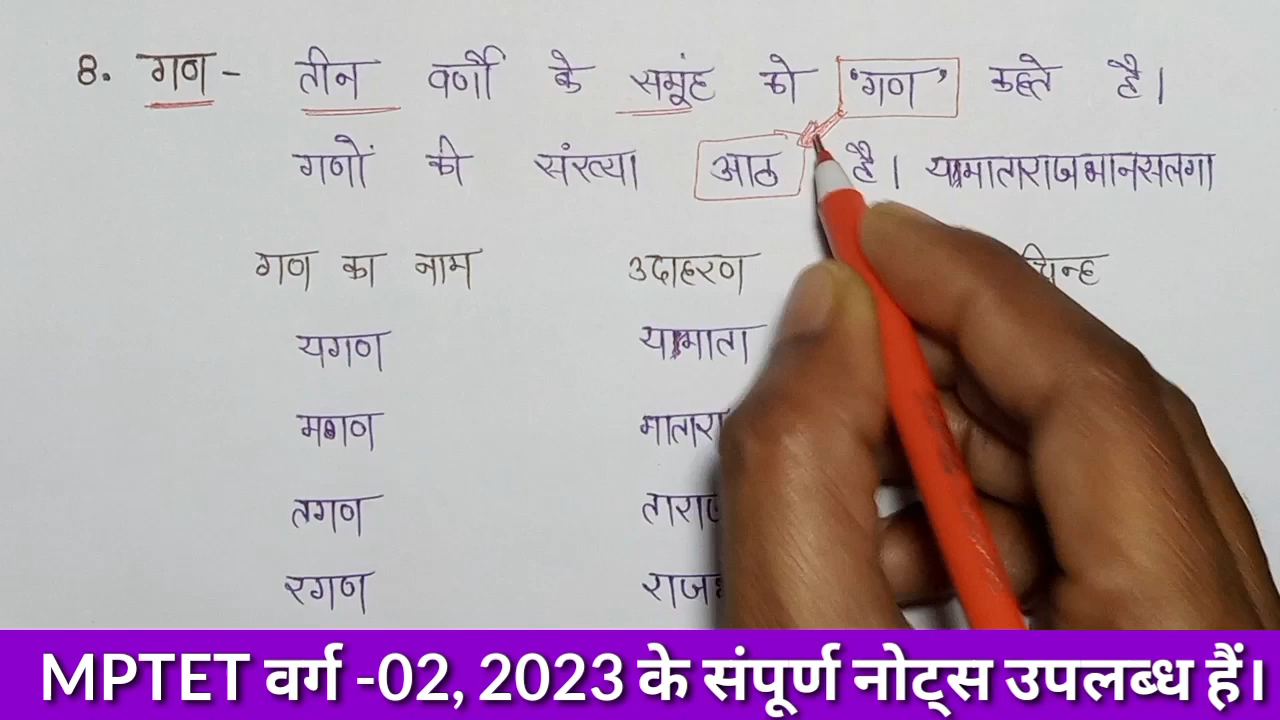 8. गण - तीन वर्णों के समूंह को 'गण' कहते है।
गणों की संख्या आठ है। यमाताराजभानसलगा
गण का नाम उदाहरण चिन्ह
यगण यमाता
मगण मातारा
तगण ताराज
रगण राजभ
MPTET वर्ग -02, 2023 के संपूर्ण नोट्स उपलब्ध हैं।